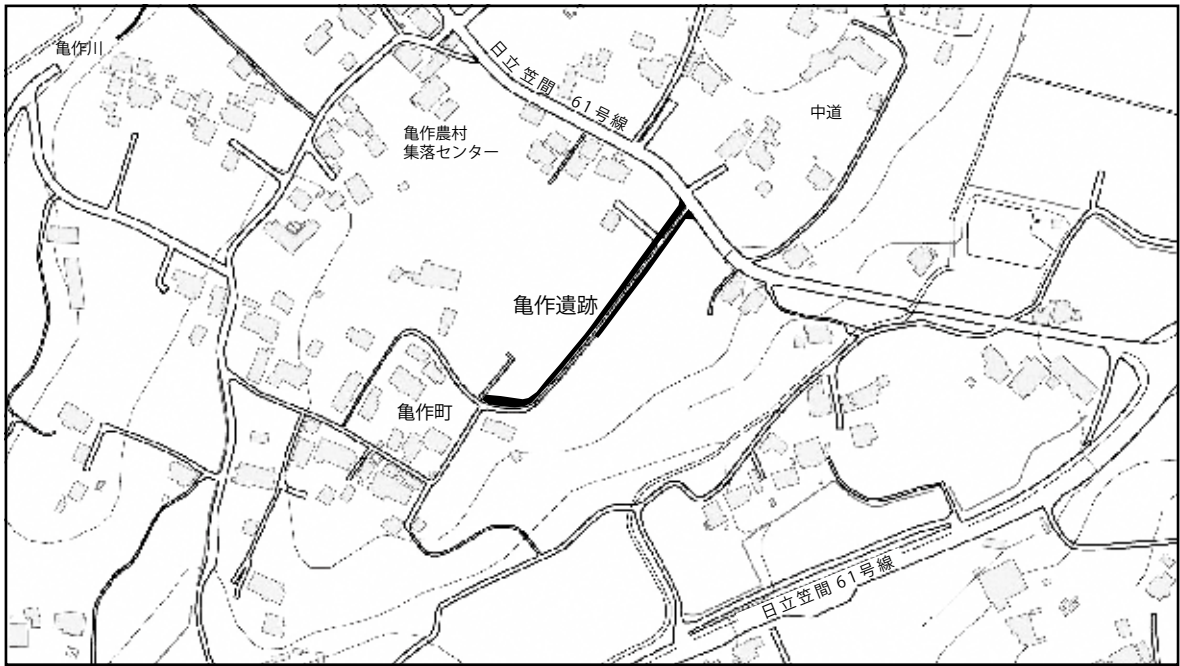 亀作川
日立笠間 61号線
中道
亀作農村
集落センター
亀作遺跡
亀作町
日立笠間 61号線